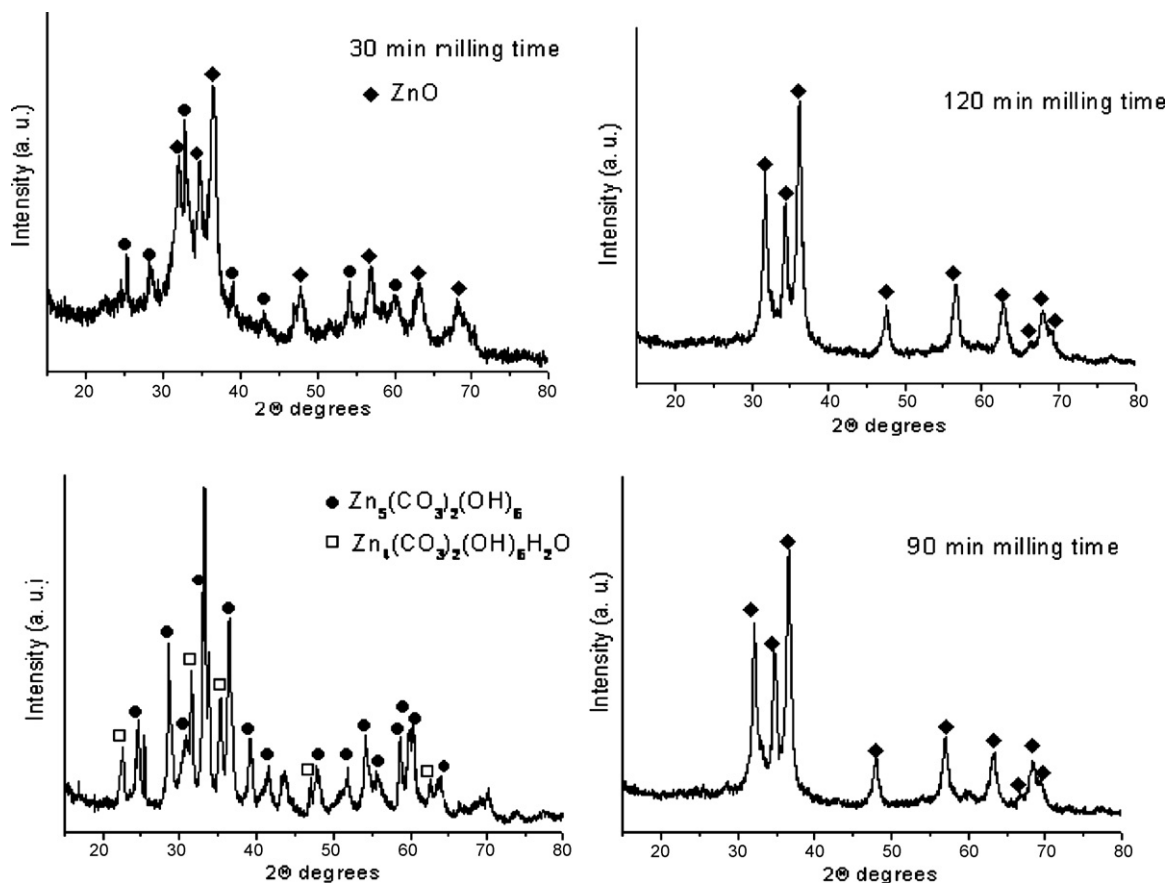 30 min milling time
◆ ZnO
Intensity (a. u.)
20 30 40 50 60 70 80
2Θ degrees
120 min milling time
Intensity (a. u.)
20 30 40 50 60 70 80
2Θ degrees
● Zn₅(CO₃)₂(OH)₆
□ Zn₄(CO₃)₂(OH)₆H₂O
Intensity (a. u.)
20 30 40 50 60 70 80
2Θ degrees
90 min milling time
Intensity (a. u.)
20 30 40 50 60 70 80
2Θ degrees